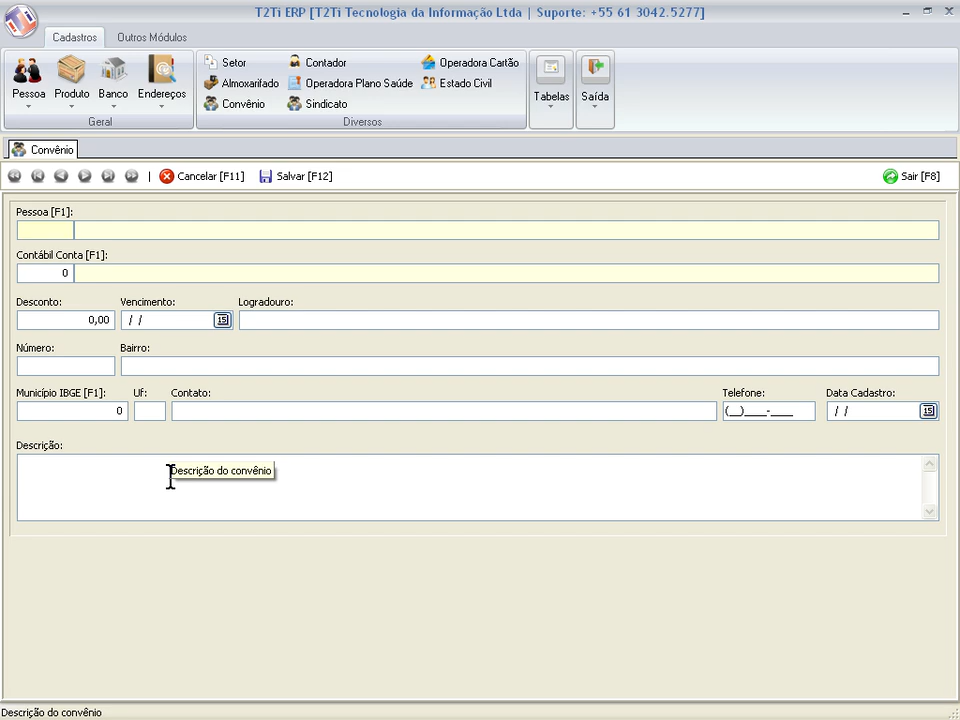 T2Ti ERP [T2Ti Tecnologia da Informação Ltda | Suporte: +55 61 3042.5277]
Cadastros Outros Módulos
Setor Contador Operadora Cartão
Almoxarifado Operadora Plano Saúde Estado Civil
Pessoa Produto Banco Endereços Tabelas Saída
Convênio Sindicato
Geral Diversos
Convênio
Cancelar [F11] Salvar [F12] Sair [F8]
Pessoa [F1]:
Contábil Conta [F1]:
0
Desconto: Vencimento: Logradouro:
0,00 / / 15
Número: Bairro:
Município IBGE [F1]: Uf: Contato: Telefone: Data Cadastro:
0 (__)____-____ / / 15
Descrição:
Descrição do convênio
Descrição do convênio